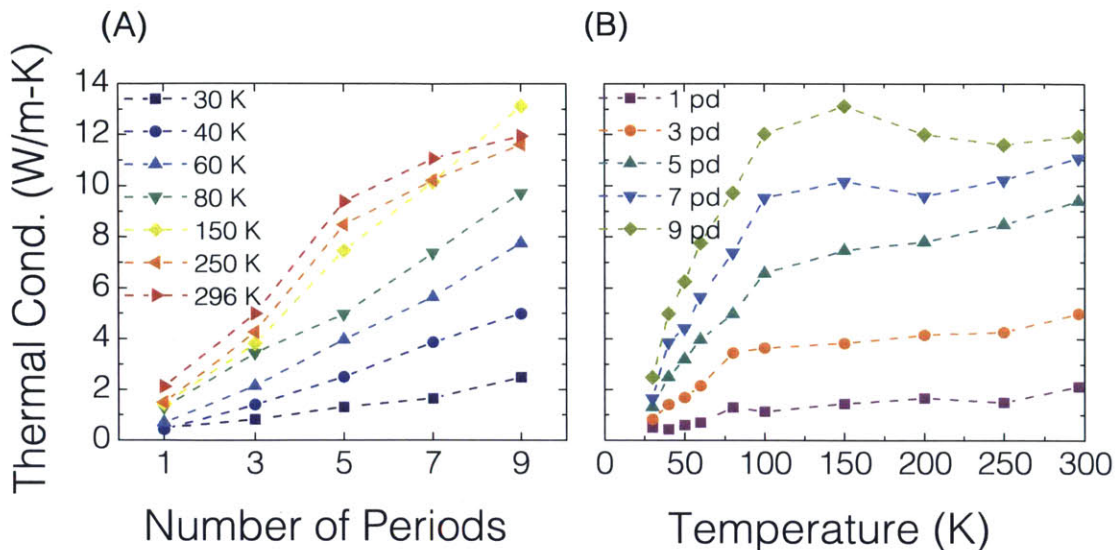 (A)
(B)
Thermal Cond. (W/m-K)
14
12
10
8
6
4
2
0
30 K
40 K
60 K
80 K
150 K
250 K
296 K
1 3 5 7 9
Number of Periods
1 pd
3 pd
5 pd
7 pd
9 pd
0 50 100 150 200 250 300
Temperature (K)